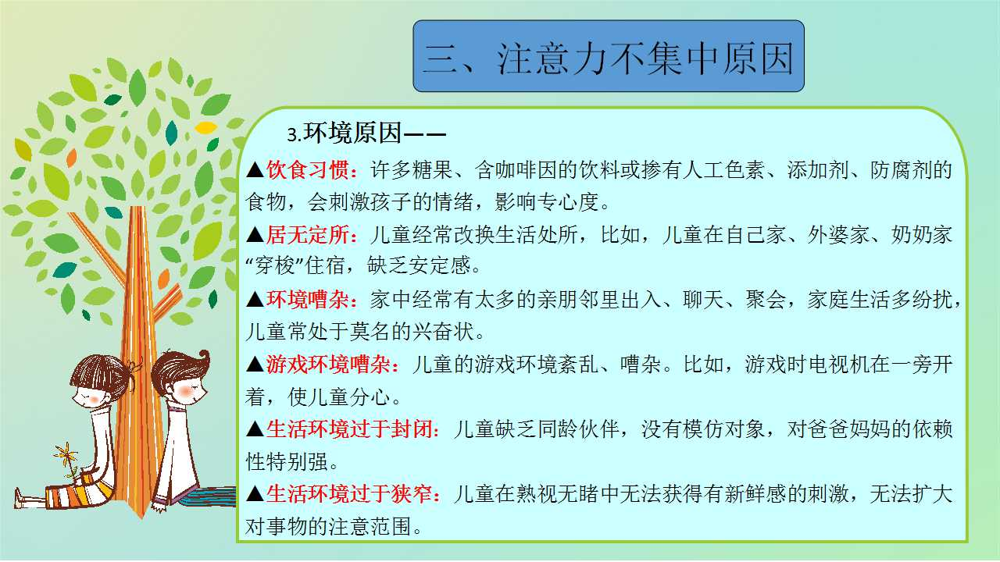 三、注意力不集中原因
3.环境原因——
▲饮食习惯：许多糖果、含咖啡因的饮料或掺有人工色素、添加剂、防腐剂的
食物，会刺激孩子的情绪，影响专心度。
▲居无定所：儿童经常改换生活处所，比如，儿童在自己家、外婆家、奶奶家
“穿梭”住宿，缺乏安定感。
▲环境嘈杂：家中经常有太多的亲朋邻里出入、聊天、聚会，家庭生活多纷扰，
儿童常处于莫名的兴奋状。
▲游戏环境嘈杂：儿童的游戏环境紊乱、嘈杂。比如，游戏时电视机在一旁开
着，使儿童分心。
▲生活环境过于封闭：儿童缺乏同龄伙伴，没有模仿对象，对爸爸妈妈的依赖
性特别强。
▲生活环境过于狭窄：儿童在熟视无睹中无法获得有新鲜感的刺激，无法扩大
对事物的注意范围。